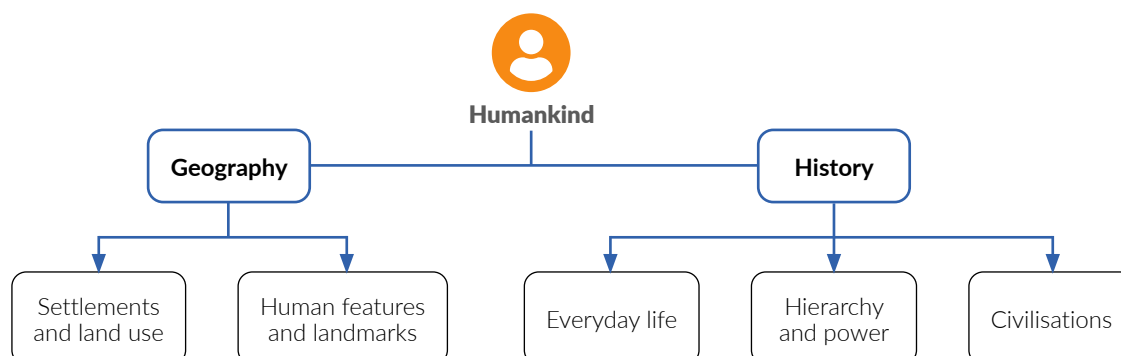 Humankind
Geography
History
Settlements
and land use
Human features
and landmarks
Everyday life
Hierarchy
and power
Civilisations